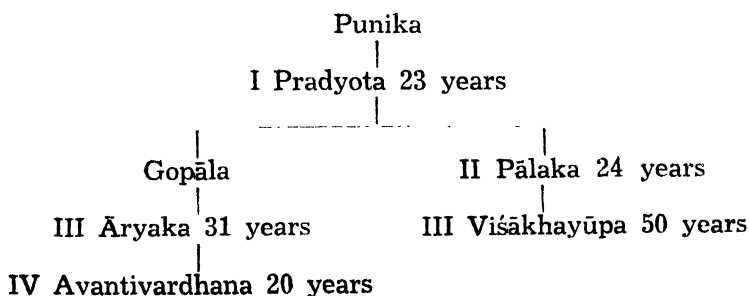 Punika
I Pradyota 23 years
Gopāla II Pālaka 24 years
III Āryaka 31 years III Viśākhayūpa 50 years
IV Avantivardhana 20 years